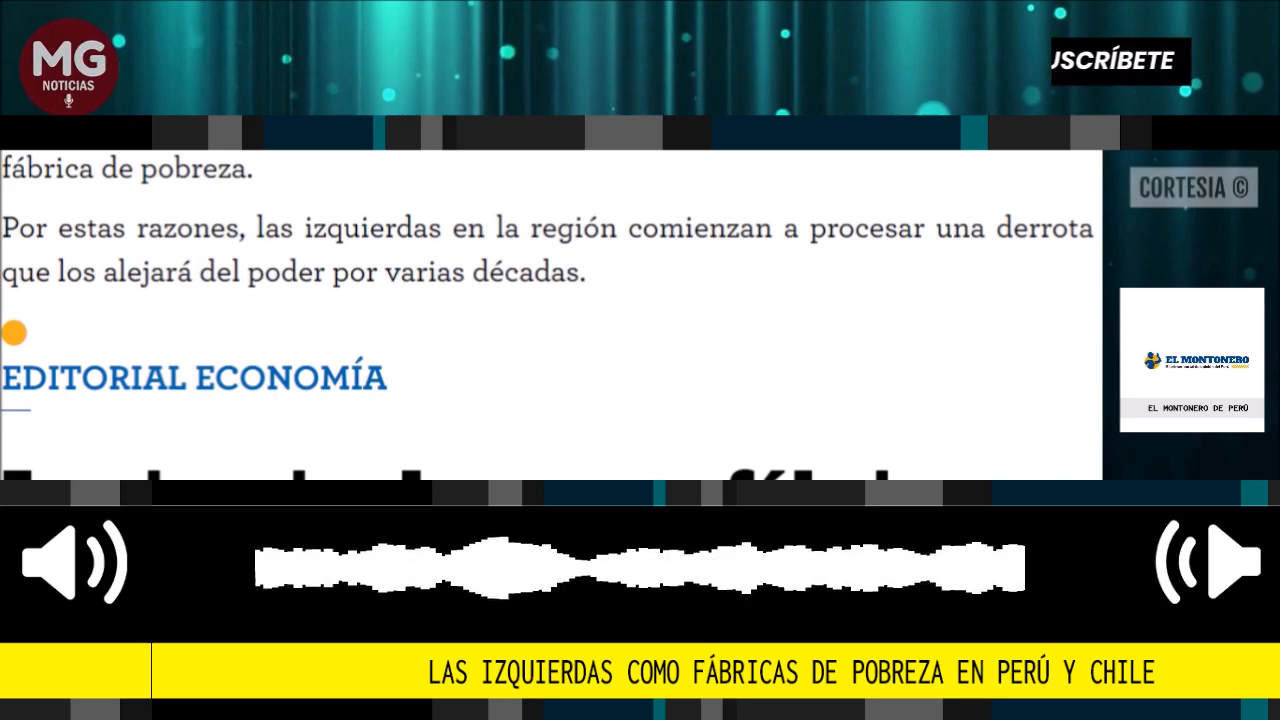 MG
NOTICIAS
USCRÍBETE
fábrica de pobreza.
CORTESIA ©
Por estas razones, las izquierdas en la región comienzan a procesar una derrota
que los alejará del poder por varias décadas.
EL MONTONERO
EL MONTONERO DE PERÚ
EDITORIAL ECONOMÍA
LAS IZQUIERDAS COMO FÁBRICAS DE POBREZA EN PERÚ Y CHILE